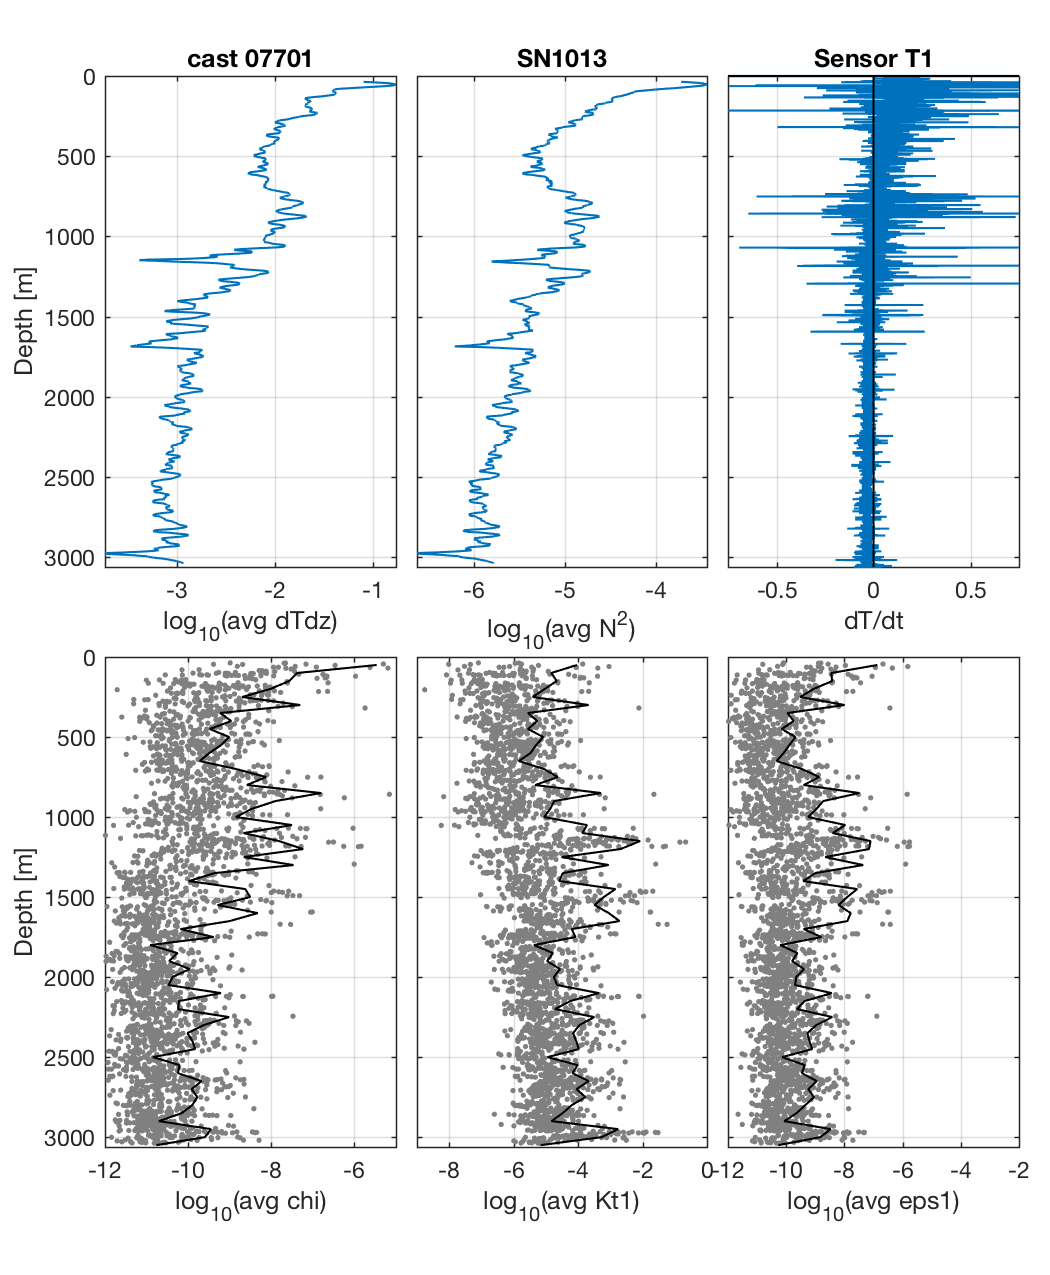 cast 07701
SN1013
Sensor T1
0
500
1000
1500
2000
2500
3000
Depth [m]
-3 -2 -1
log10(avg dTdz)
-6 -5 -4
log10(avg N2)
-0.5 0 0.5
dT/dt
0
500
1000
1500
2000
2500
3000
Depth [m]
-12 -10 -8 -6
log10(avg chi)
-8 -6 -4 -2 0
log10(avg Kt1)
-12 -10 -8 -6 -4 -2
log10(avg eps1)